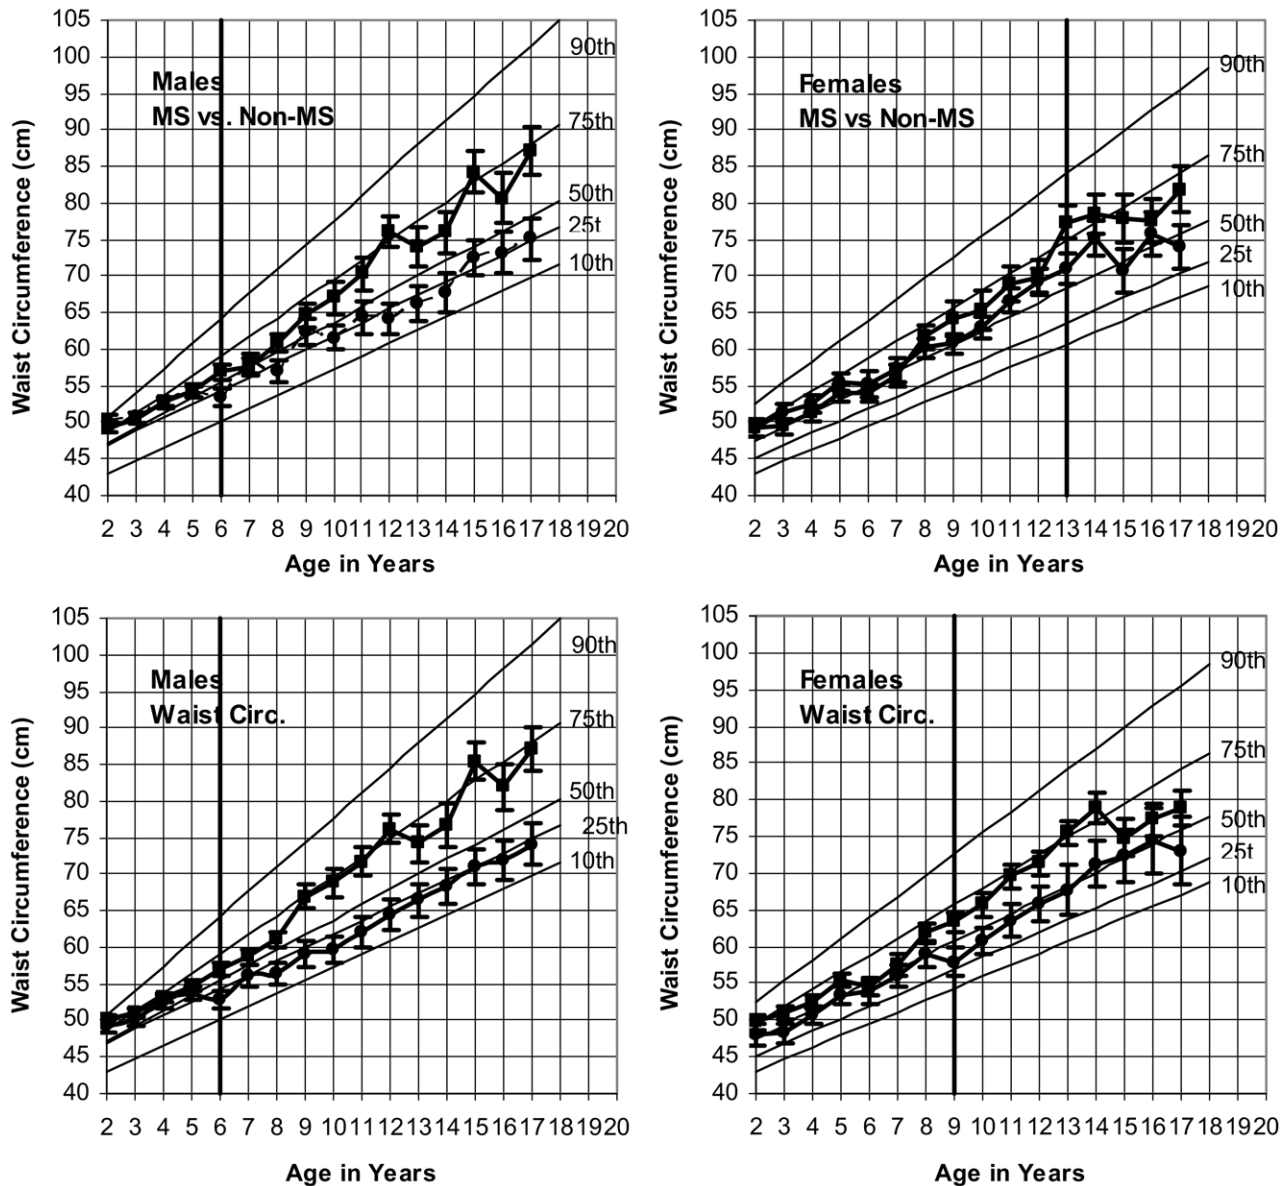 105
100
95
90
85
80
75
70
65
60
55
50
45
40
Waist Circumference (cm)
Males
MS vs. Non-MS
90th
75th
50th
25t
10th
2 3 4 5 6 7 8 9 10 11 12 13 14 15 16 17 18 19 20
Age in Years
105
100
95
90
85
80
75
70
65
60
55
50
45
40
Waist Circumference (cm)
Females
MS vs Non-MS
90th
75th
50th
25t
10th
2 3 4 5 6 7 8 9 10 11 12 13 14 15 16 17 18 19 20
Age in Years
105
100
95
90
85
80
75
70
65
60
55
50
45
40
Waist Circumference (cm)
Males
Waist Circ.
90th
75th
50th
25th
10th
2 3 4 5 6 7 8 9 10 11 12 13 14 15 16 17 18 19 20
Age in Years
105
100
95
90
85
80
75
70
65
60
55
50
45
40
Waist Circumference (cm)
Females
Waist Circ.
90th
75th
50th
25t
10th
2 3 4 5 6 7 8 9 10 11 12 13 14 15 16 17 18 19 20
Age in Years